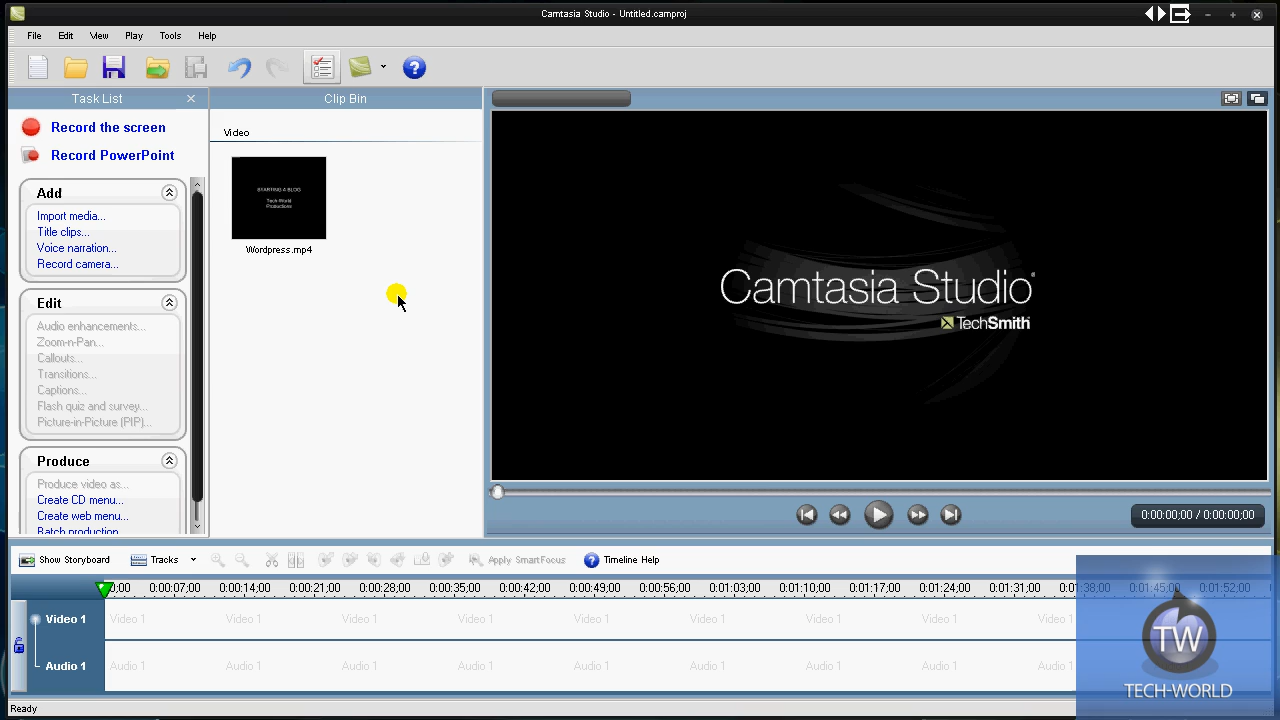 Camtasia Studio - Untitled.camproj
File Edit View Play Tools Help
Task List
Clip Bin
Record the screen
Record PowerPoint
Add
Import media...
Title clips...
Voice narration...
Record camera...
Edit
Audio enhancements...
Zoom-n-Pan...
Callouts...
Transitions...
Captions...
Flash quiz and survey...
Picture-in-Picture (PIP)...
Produce
Produce video as...
Create CD menu...
Create web menu...
Batch production...
Video
STARTING A BLOG
Tech-World
Productions
Wordpress.mp4
Camtasia Studio
TechSmith
0:00:00;00 / 0:00:00;00
Show Storyboard Tracks Apply SmartFocus Timeline Help
0:00:07;00 0:00:14;00 0:00:21;00 0:00:28;00 0:00:35;00 0:00:42;00 0:00:49;00 0:00:56;00 0:01:03;00 0:01:10;00 0:01:17;00 0:01:24;00 0:01:31;00 0:01:38;00 0:01:45;00 0:01:52;00
Video 1 Video 1 Video 1 Video 1 Video 1 Video 1 Video 1 Video 1 Video 1 Video 1
Audio 1 Audio 1 Audio 1 Audio 1 Audio 1 Audio 1 Audio 1 Audio 1 Audio 1 Audio 1
TW
TECH-WORLD
Ready